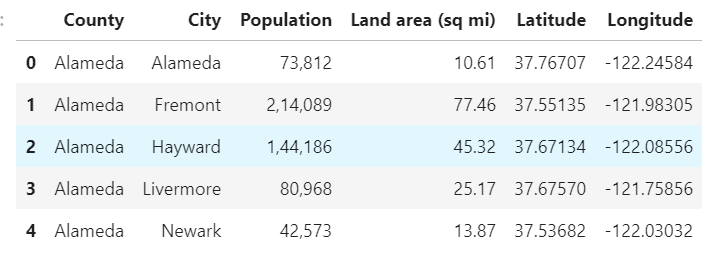 County City Population Land area (sq mi) Latitude Longitude
0 Alameda Alameda 73,812 10.61 37.76707 -122.24584
1 Alameda Fremont 2,14,089 77.46 37.55135 -121.98305
2 Alameda Hayward 1,44,186 45.32 37.67134 -122.08556
3 Alameda Livermore 80,968 25.17 37.67570 -121.75856
4 Alameda Newark 42,573 13.87 37.53682 -122.03032